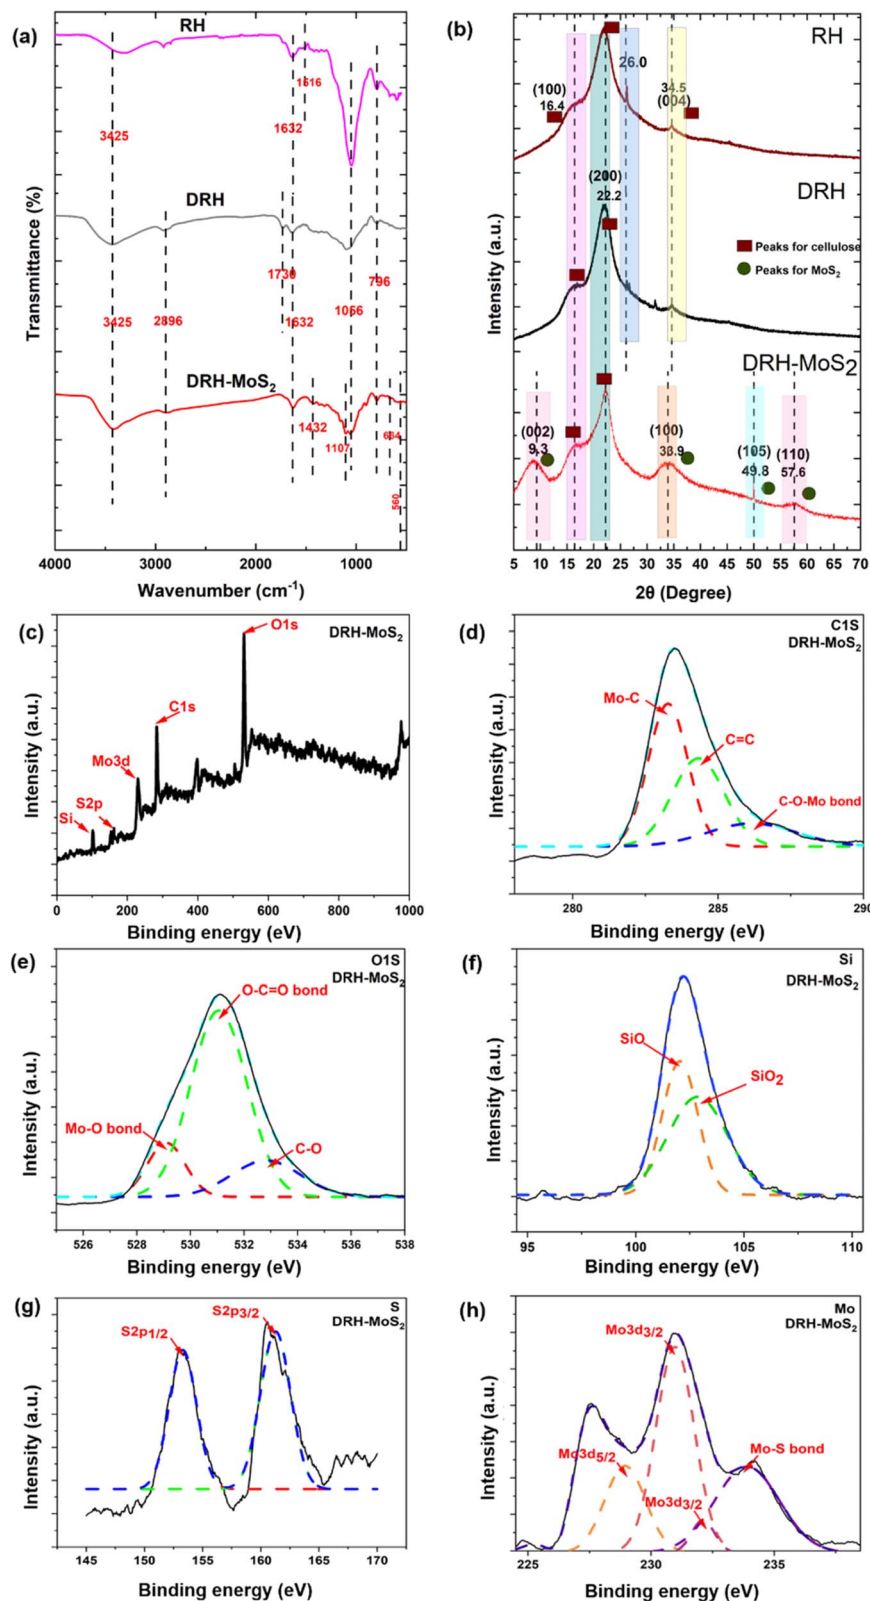 (a)
RH
1516
1632
3425
DRH
1730
796
3425
2896
1632
1056
DRH-MoS₂
1432
1107
634
560
Transmittance (%)
4000
3000
2000
1000
Wavenumber (cm⁻¹)
(b)
RH
26.0
(100)
16.4
34.5
(004)
DRH
(200)
22.2
Peaks for cellulose
Peaks for MoS₂
DRH-MoS₂
(002)
9.3
(100)
33.9
(105)
49.8
(110)
57.6
Intensity (a.u.)
5 10 15 20 25 30 35 40 45 50 55 60 65 70
2θ (Degree)
(c)
DRH-MoS₂
O1s
C1s
Mo3d
S2p
Si
Intensity (a.u.)
0 200 400 600 800 1000
Binding energy (eV)
(d)
C1S
DRH-MoS₂
Mo-C
C=C
C-O-Mo bond
Intensity (a.u.)
280 285 290
Binding energy (eV)
(e)
O1S
DRH-MoS₂
O-C=O bond
Mo-O bond
C-O
Intensity (a.u.)
526 528 530 532 534 536 538
Binding energy (eV)
(f)
Si
DRH-MoS₂
SiO
SiO₂
Intensity (a.u.)
95 100 105 110
Binding energy (eV)
(g)
S
DRH-MoS₂
S2p₃/₂
S2p₁/₂
Intensity (a.u.)
145 150 155 160 165 170
Binding energy (eV)
(h)
Mo
DRH-MoS₂
Mo3d₃/₂
Mo3d₅/₂
Mo-S bond
Mo3d₃/₂
Intensity (a.u.)
225 230 235
Binding energy (eV)